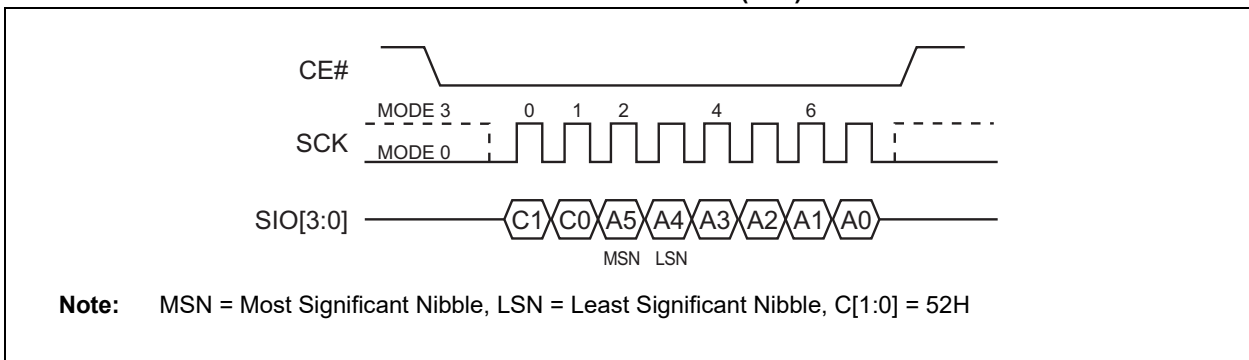 CE#
MODE 3 0 1 2 4 6
SCK
MODE 0
SIO[3:0] C1 C0 A5 A4 A3 A2 A1 A0
MSN LSN
Note: MSN = Most Significant Nibble, LSN = Least Significant Nibble, C[1:0] = 52H